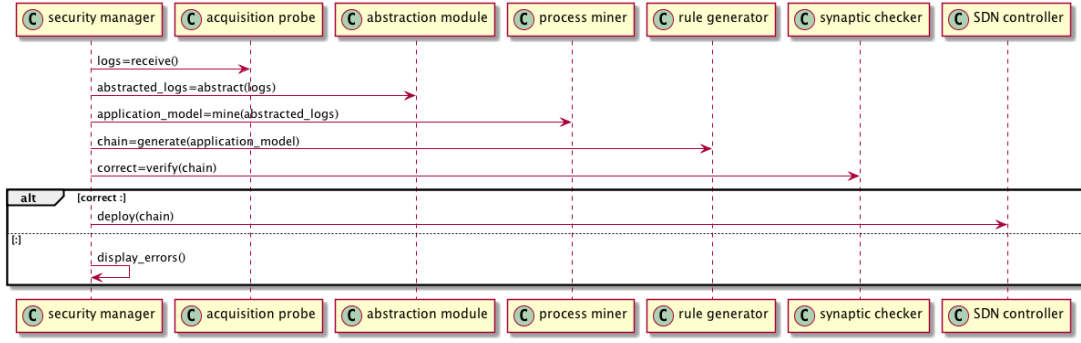 C security manager C acquisition probe C abstraction module C process miner C rule generator C synaptic checker C SDN controller
logs=receive()
abstracted_logs=abstract(logs)
application_model=mine(abstracted_logs)
chain=generate(application_model)
correct=verify(chain)
alt [correct :]
deploy(chain)
[:]
display_errors()
C security manager C acquisition probe C abstraction module C process miner C rule generator C synaptic checker C SDN controller